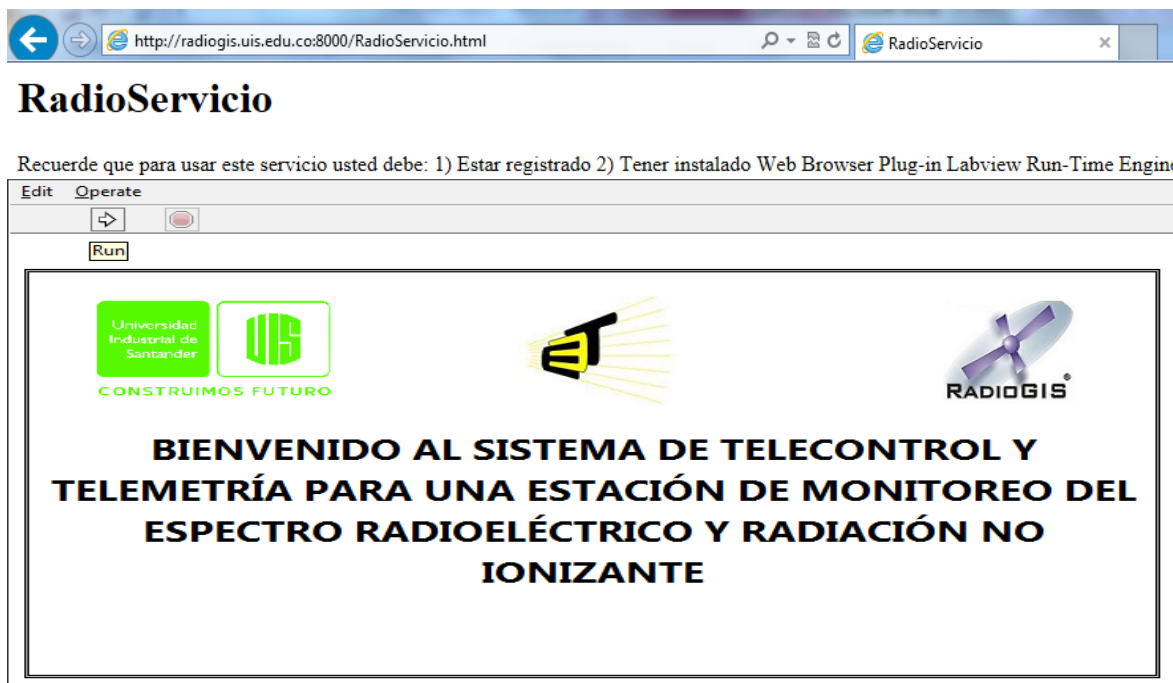 http://radiogis.uis.edu.co:8000/RadioServicio.html
RadioServicio
RadioServicio
Recuerde que para usar este servicio usted debe: 1) Estar registrado 2) Tener instalado Web Browser Plug-in Labview Run-Time Engine
Edit Operate
Run
Universidad
Industrial de
Santander
UIS
CONSTRUIMOS FUTURO
RADIOGIS®
BIENVENIDO AL SISTEMA DE TELECONTROL Y
TELEMETRÍA PARA UNA ESTACIÓN DE MONITOREO DEL
ESPECTRO RADIOELÉCTRICO Y RADIACIÓN NO
IONIZANTE